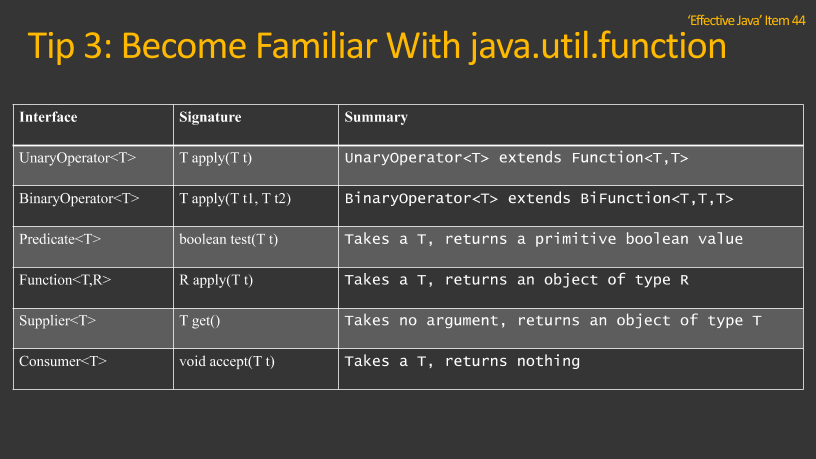 ‘Effective Java’ Item 44
Tip 3: Become Familiar With java.util.function
Interface Signature Summary
UnaryOperator<T> T apply(T t) UnaryOperator<T> extends Function<T,T>
BinaryOperator<T> T apply(T t1, T t2) BinaryOperator<T> extends BiFunction<T,T,T>
Predicate<T> boolean test(T t) Takes a T, returns a primitive boolean value
Function<T,R> R apply(T t) Takes a T, returns an object of type R
Supplier<T> T get() Takes no argument, returns an object of type T
Consumer<T> void accept(T t) Takes a T, returns nothing